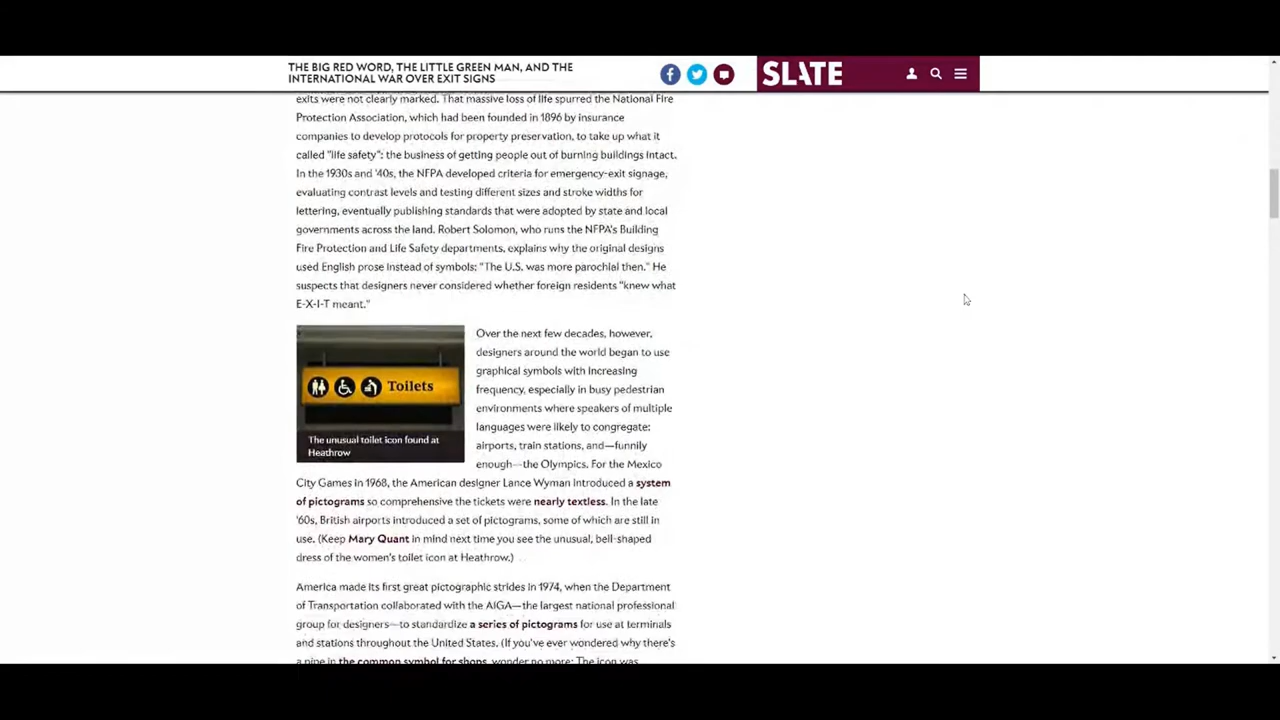 THE BIG RED WORD, THE LITTLE GREEN MAN, AND THE
INTERNATIONAL WAR OVER EXIT SIGNS
SLATE
exits were not clearly marked. That massive loss of life spurred the National Fire
Protection Association, which had been founded in 1896 by insurance
companies to develop protocols for property preservation, to take up what it
called "life safety": the business of getting people out of burning buildings intact.
In the 1930s and '40s, the NFPA developed criteria for emergency-exit signage,
evaluating contrast levels and testing different sizes and stroke widths for
lettering, eventually publishing standards that were adopted by state and local
governments across the land. Robert Solomon, who runs the NFPA's Building
Fire Protection and Life Safety departments, explains why the original designs
used English prose instead of symbols: "The U.S. was more parochial then." He
suspects that designers never considered whether foreign residents "knew what
E-X-I-T meant."
Toilets
The unusual toilet icon found at
Heathrow
Over the next few decades, however,
designers around the world began to use
graphical symbols with increasing
frequency, especially in busy pedestrian
environments where speakers of multiple
languages were likely to congregate:
airports, train stations, and—funnily
enough—the Olympics. For the Mexico
City Games in 1968, the American designer Lance Wyman introduced a system
of pictograms so comprehensive the tickets were nearly textless. In the late
'60s, British airports introduced a set of pictograms, some of which are still in
use. (Keep Mary Quant in mind next time you see the unusual, bell-shaped
dress of the women's toilet icon at Heathrow.)
America made its first great pictographic strides in 1974, when the Department
of Transportation collaborated with the AIGA—the largest national professional
group for designers—to standardize a series of pictograms for use at terminals
and stations throughout the United States. (If you've ever wondered why there's
a pipe in the common symbol for shops, wonder no more: The icon was